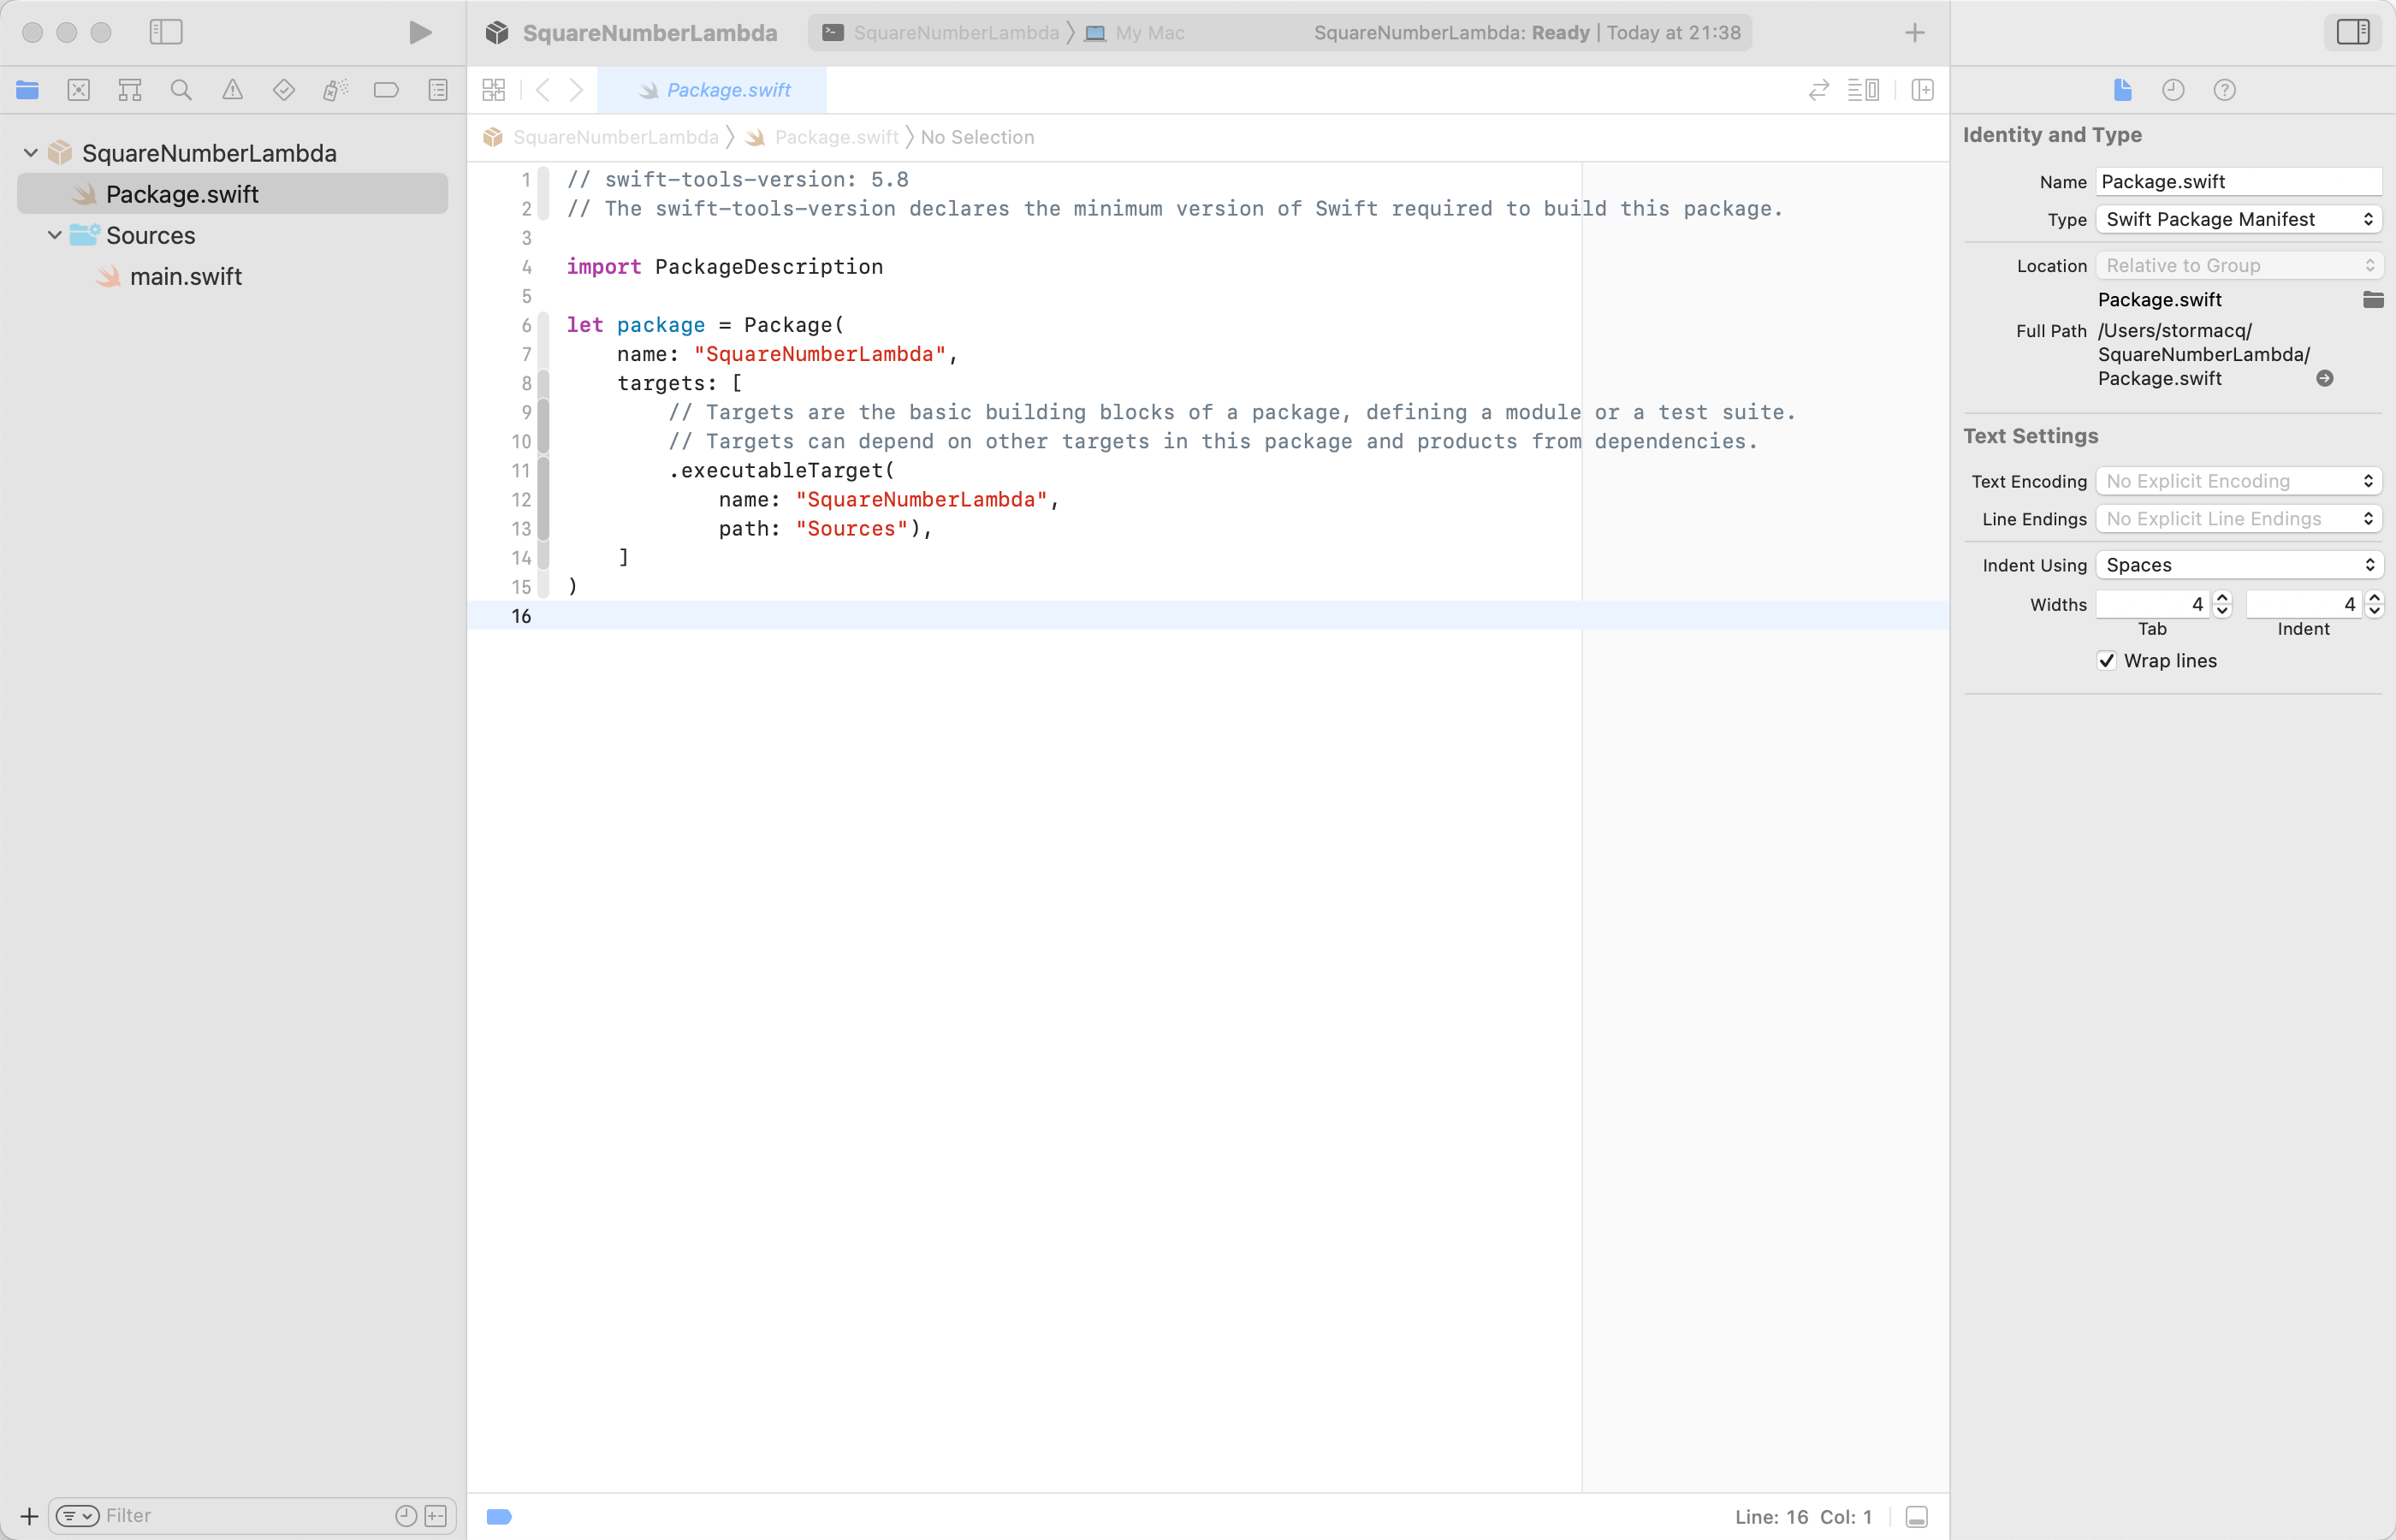 SquareNumberLambda
SquareNumberLambda
My Mac
SquareNumberLambda: Ready | Today at 21:38
Package.swift
SquareNumberLambda
Package.swift
No Selection
SquareNumberLambda
Package.swift
Sources
main.swift
1 // swift-tools-version: 5.8
2 // The swift-tools-version declares the minimum version of Swift required to build this package.
3
4 import PackageDescription
5
6 let package = Package(
7     name: "SquareNumberLambda",
8     targets: [
9         // Targets are the basic building blocks of a package, defining a module or a test suite.
10         // Targets can depend on other targets in this package and products from dependencies.
11         .executableTarget(
12             name: "SquareNumberLambda",
13             path: "Sources"),
14     ]
15 )
16
Identity and Type
Name Package.swift
Type Swift Package Manifest
Location Relative to Group
Package.swift
Full Path /Users/stormacq/
SquareNumberLambda/
Package.swift
Text Settings
Text Encoding No Explicit Encoding
Line Endings No Explicit Line Endings
Indent Using Spaces
Widths 4 4
Tab Indent
Wrap lines
Filter
Line: 16 Col: 1